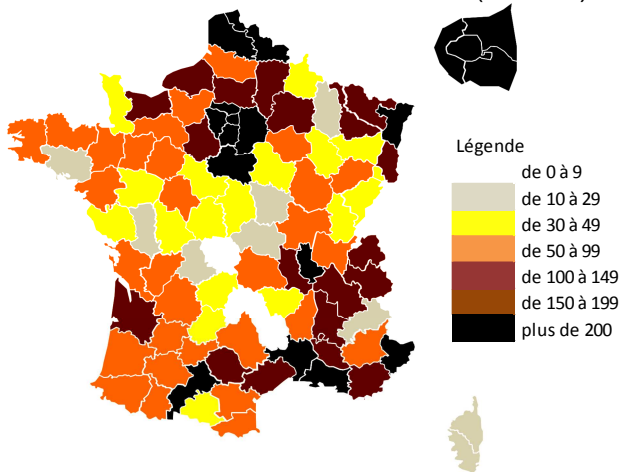 Légende
de 0 à 9
de 10 à 29
de 30 à 49
de 50 à 99
de 100 à 149
de 150 à 199
plus de 200